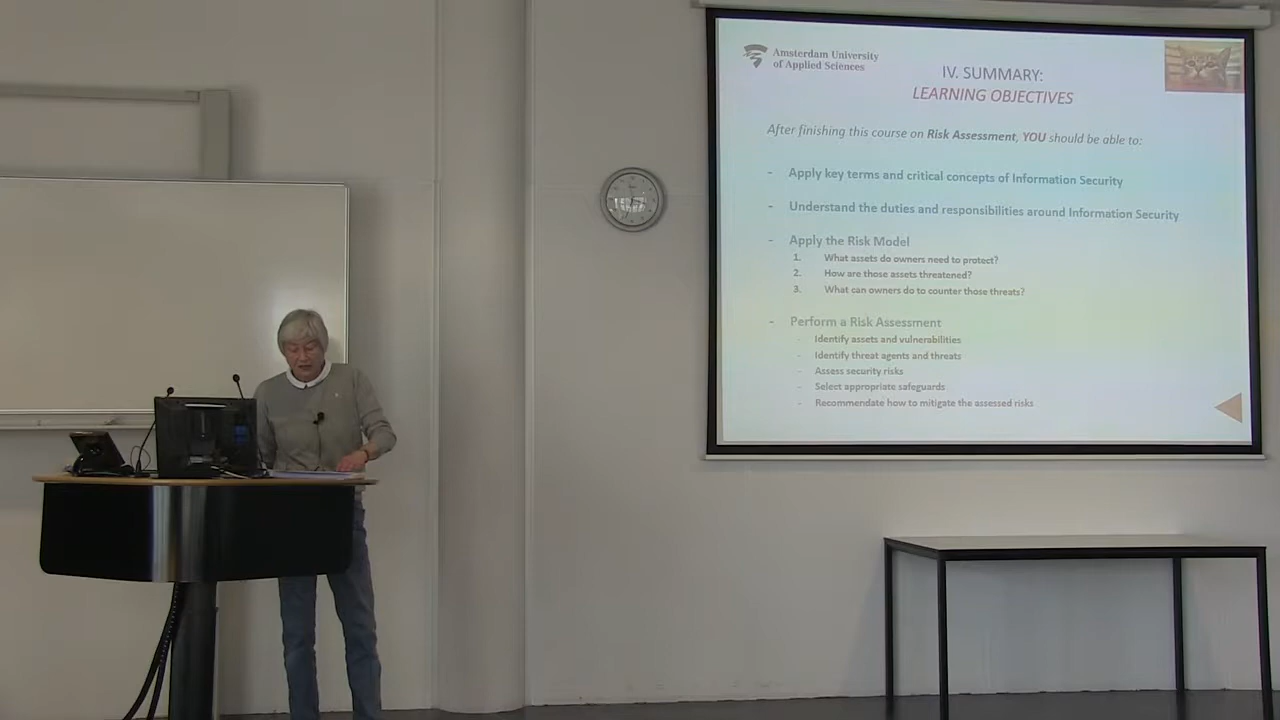 Amsterdam University
of Applied Sciences
IV. SUMMARY:
LEARNING OBJECTIVES
After finishing this course on Risk Assessment, YOU should be able to:
- Apply key terms and critical concepts of Information Security
- Understand the duties and responsibilities around Information Security
- Apply the Risk Model
1. What assets do owners need to protect?
2. How are those assets threatened?
3. What can owners do to counter those threats?
- Perform a Risk Assessment
- Identify assets and vulnerabilities
- Identify threat agents and threats
- Assess security risks
- Select appropriate safeguards
- Recommendate how to mitigate the assessed risks